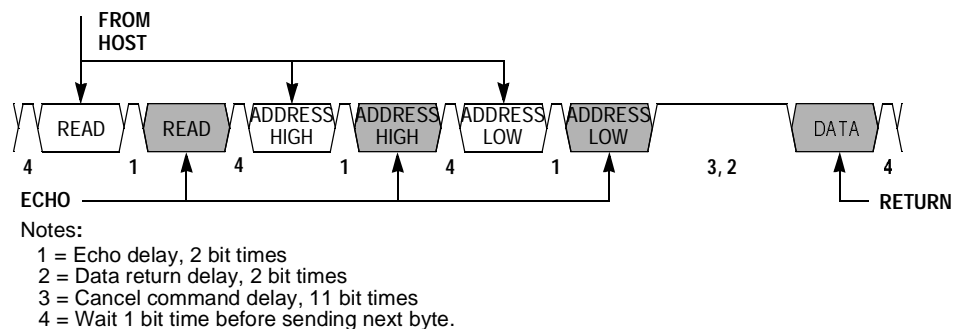 FROM
HOST
READ READ ADDRESS HIGH ADDRESS HIGH ADDRESS LOW ADDRESS LOW DATA
4 1 4 1 4 1 3, 2 4
ECHO RETURN
Notes:
1 = Echo delay, 2 bit times
2 = Data return delay, 2 bit times
3 = Cancel command delay, 11 bit times
4 = Wait 1 bit time before sending next byte.